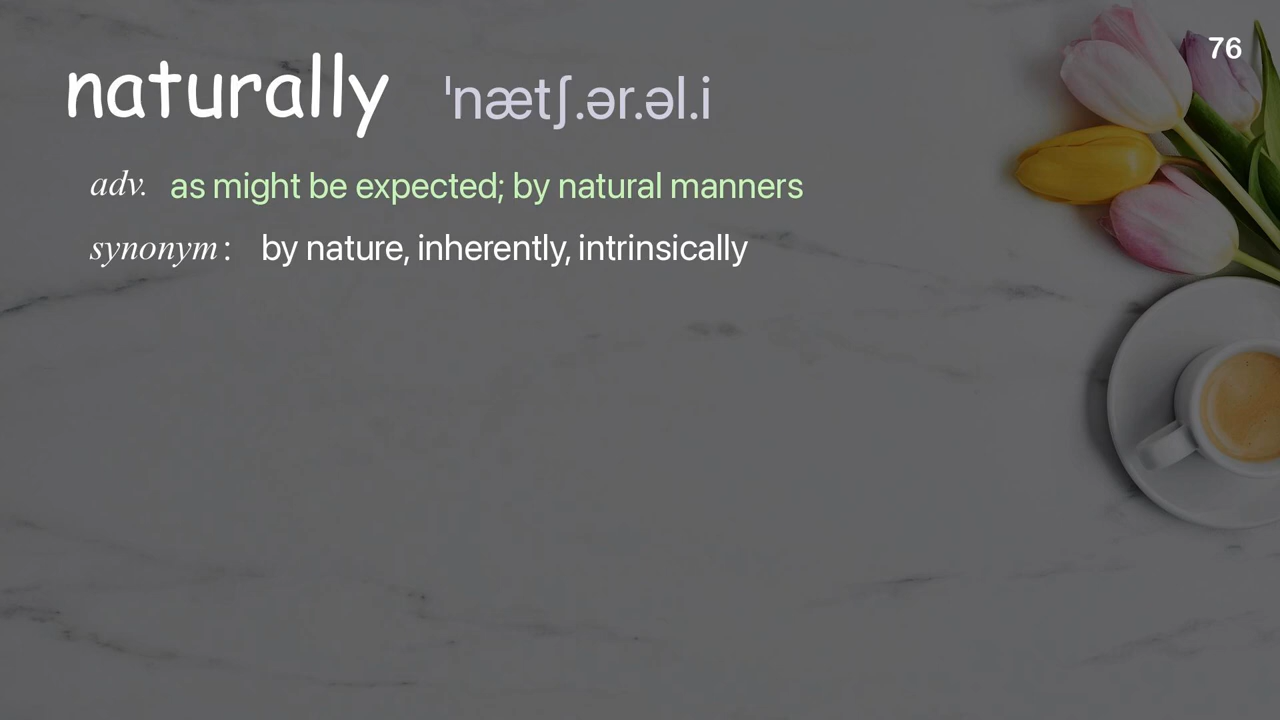 76
naturally ˈnætʃ.ər.əl.i
adv. as might be expected; by natural manners
synonym: by nature, inherently, intrinsically